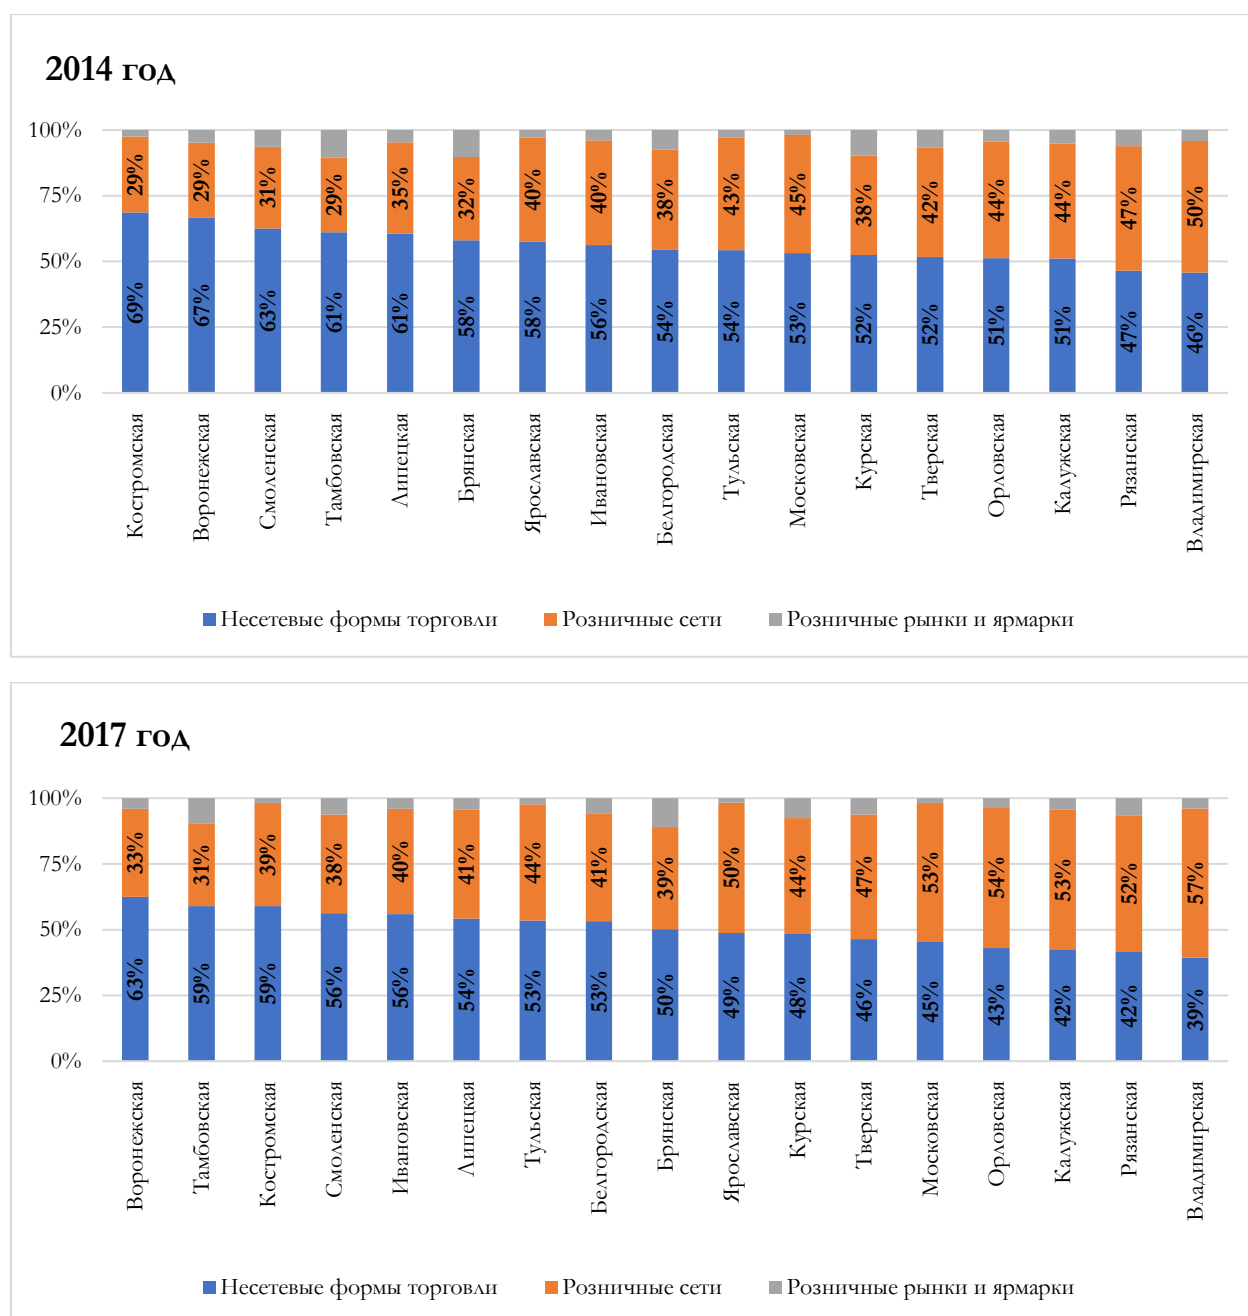 2014 год
100%
75%
50%
25%
0%
29% 29% 31% 29% 35% 32% 40% 40% 38% 43% 45% 38% 42% 44% 44% 47% 50%
69% 67% 63% 61% 61% 58% 58% 56% 54% 54% 53% 52% 52% 51% 51% 47% 46%
Костромская
Воронежская
Смоленская
Тамбовская
Липецкая
Брянская
Ярославская
Ивановская
Белгородская
Тульская
Московская
Курская
Тверская
Орловская
Калужская
Рязанская
Владимирская
Несетевые формы торговли Розничные сети Розничные рынки и ярмарки
2017 год
100%
75%
50%
25%
0%
33% 31% 39% 38% 40% 41% 44% 41% 39% 50% 44% 47% 53% 54% 53% 52% 57%
63% 59% 59% 56% 56% 54% 53% 53% 50% 49% 48% 46% 45% 43% 42% 42% 39%
Воронежская
Тамбовская
Костромская
Смоленская
Ивановская
Липецкая
Тульская
Белгородская
Брянская
Ярославская
Курская
Тверская
Московская
Орловская
Калужская
Рязанская
Владимирская
Несетевые формы торговли Розничные сети Розничные рынки и ярмарки